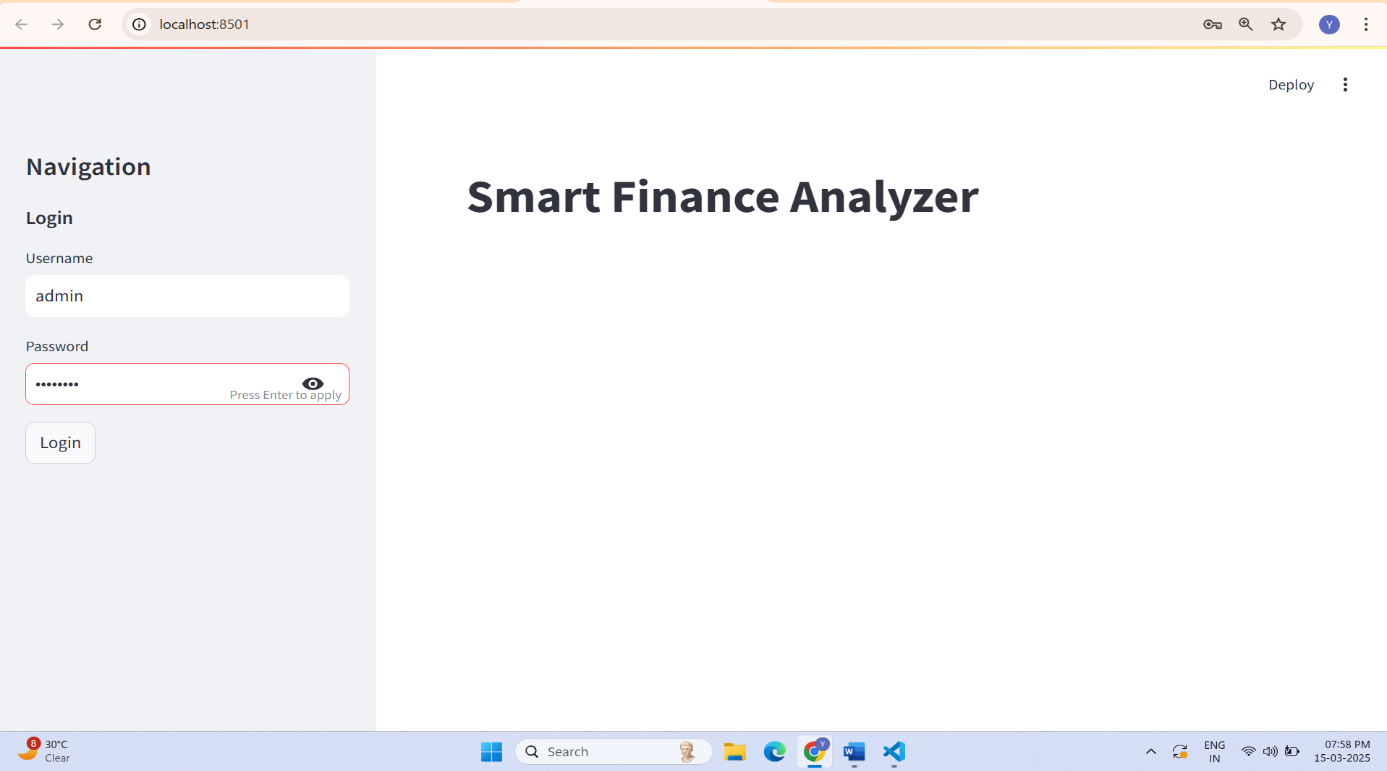 localhost:8501
Y
Deploy
Navigation
Smart Finance Analyzer
Login
Username
admin
Password
••••••••
Press Enter to apply
Login
8
30°C
Clear
Search
Y
W
ENG
IN
07:58 PM
15-03-2025